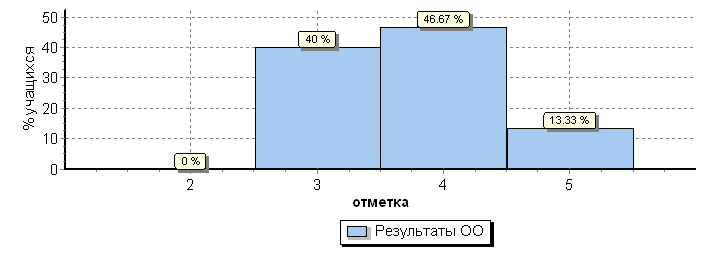 % учащихся
50
40
30
20
10
0
0 %
40 %
46.67 %
13.33 %
2 3 4 5
отметка
Результаты ОО